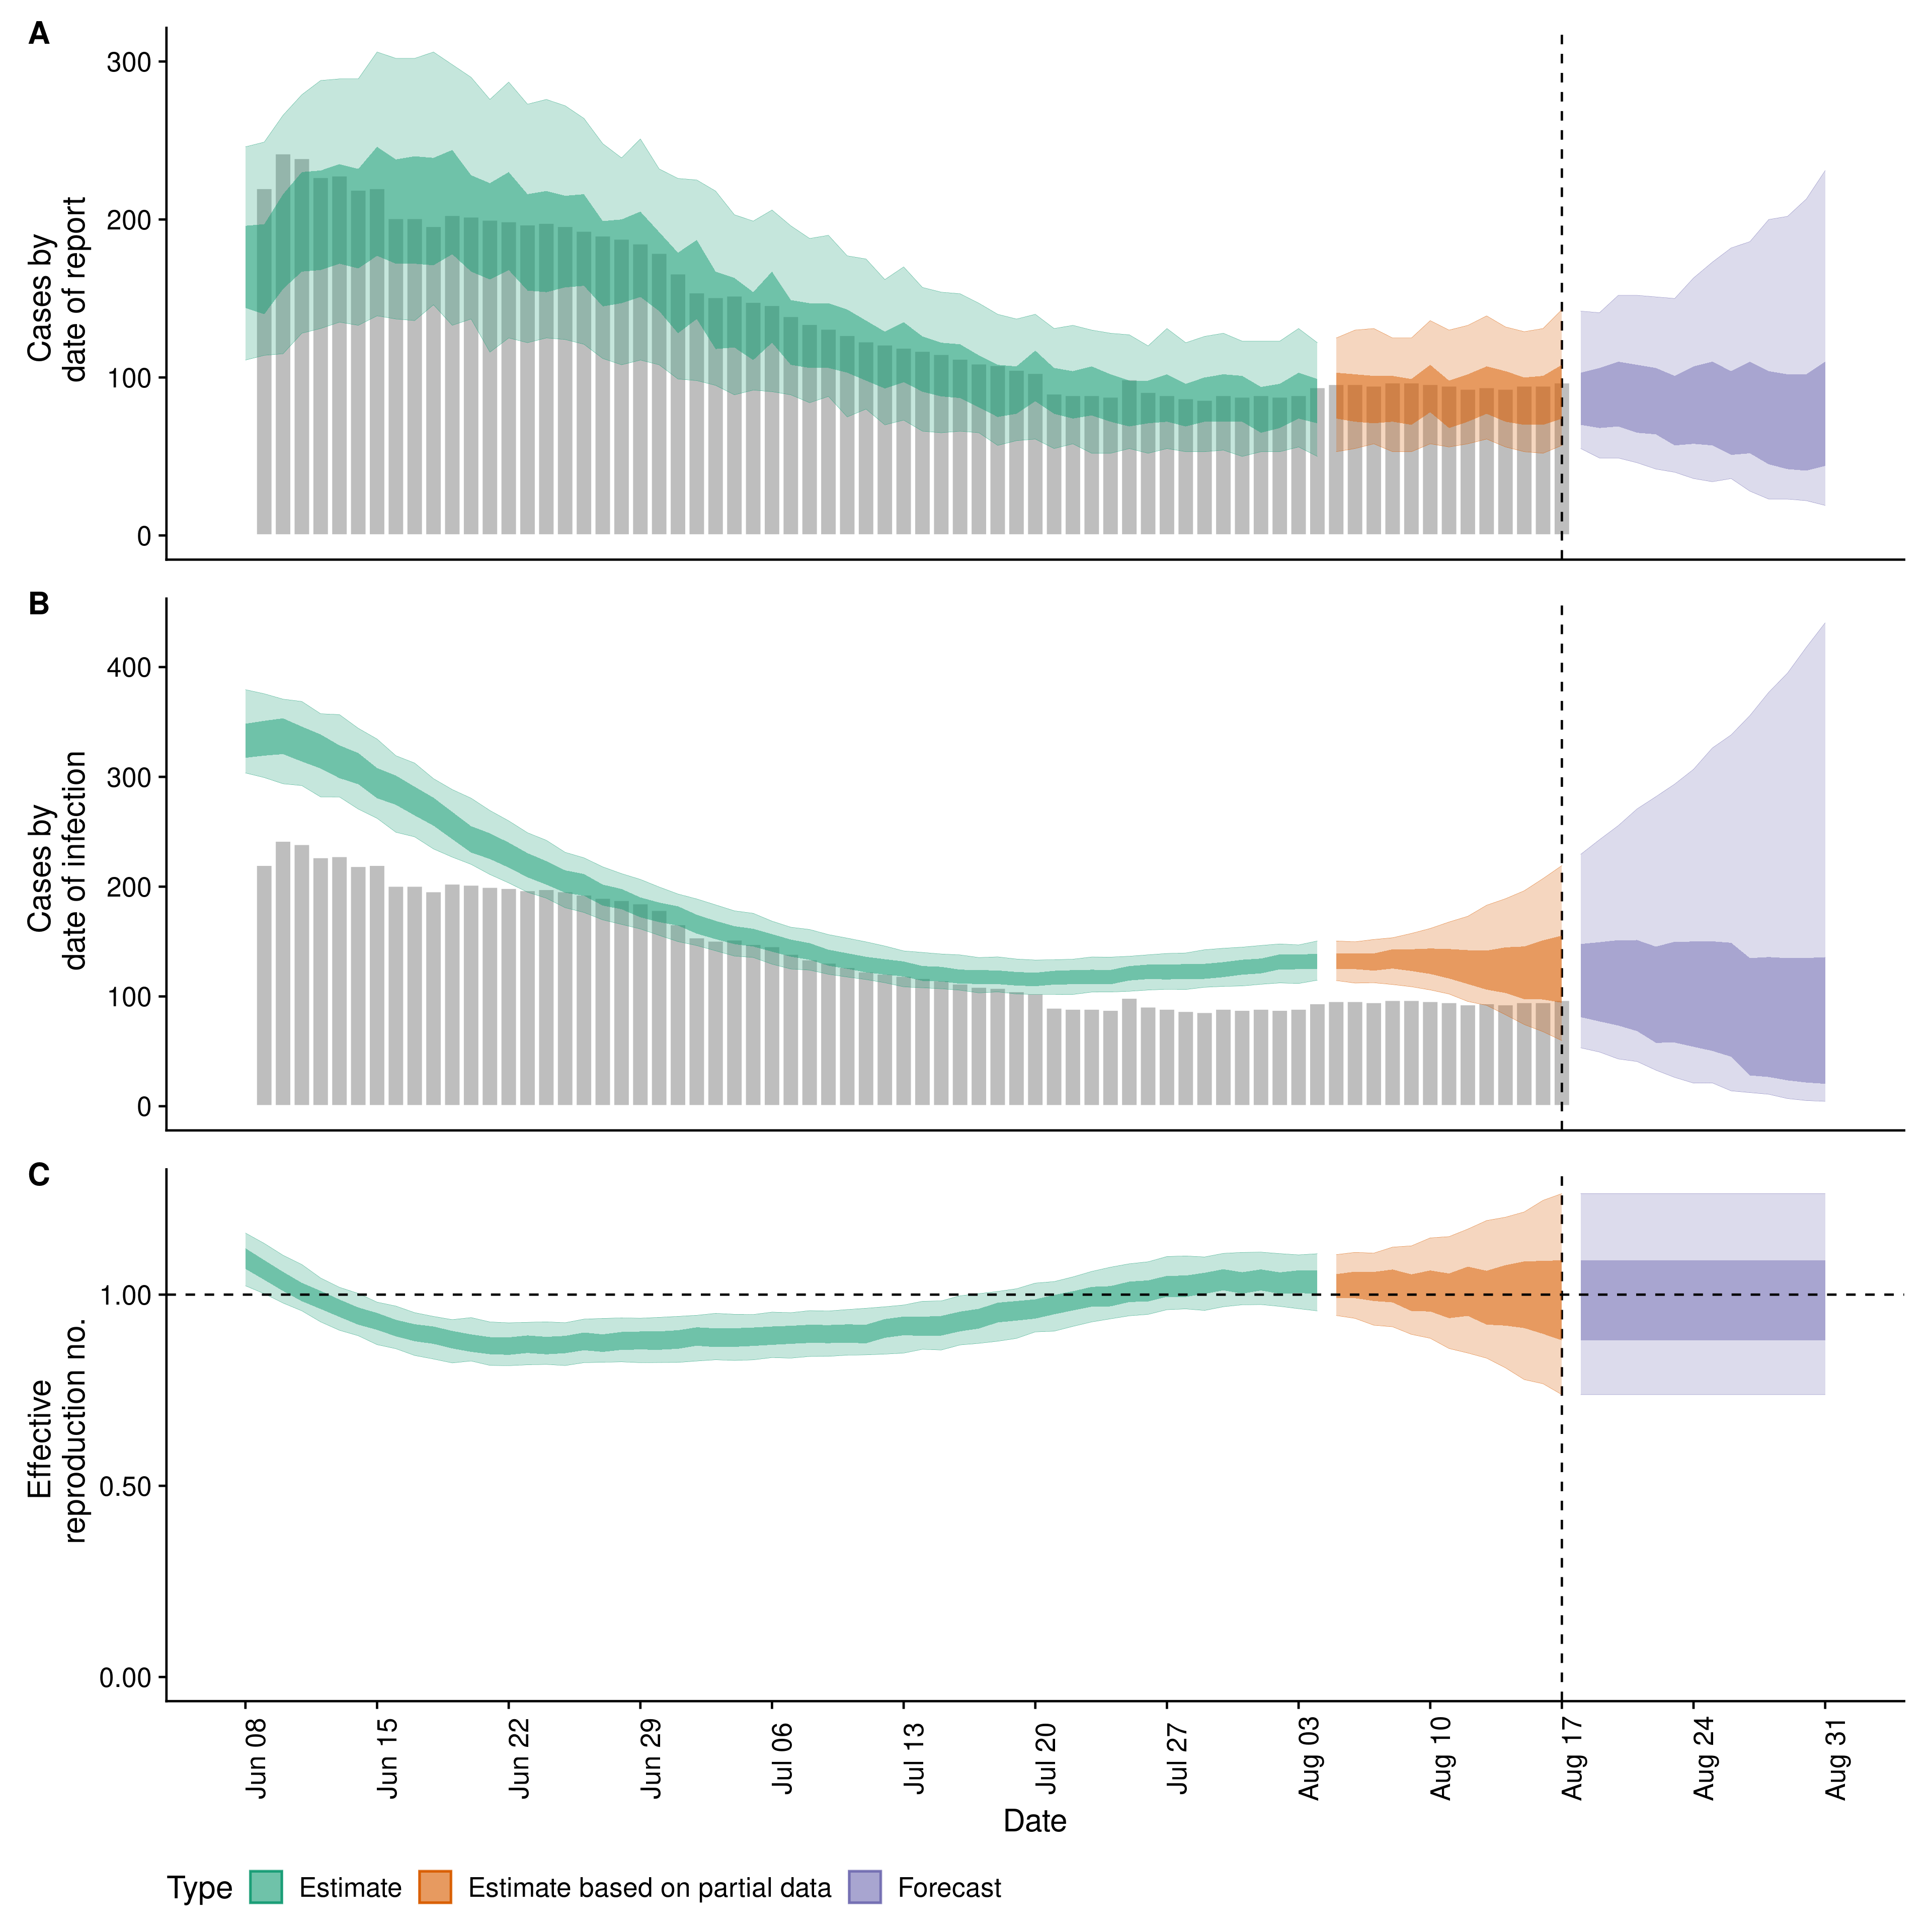 A
300
200
100
0
Cases by
date of report
B
400
300
200
100
0
Cases by
date of infection
C
1.00
0.50
0.00
Effective
reproduction no.
Jun 08
Jun 15
Jun 22
Jun 29
Jul 06
Jul 13
Jul 20
Jul 27
Aug 03
Aug 10
Aug 17
Aug 24
Aug 31
Date
Type Estimate Estimate based on partial data Forecast